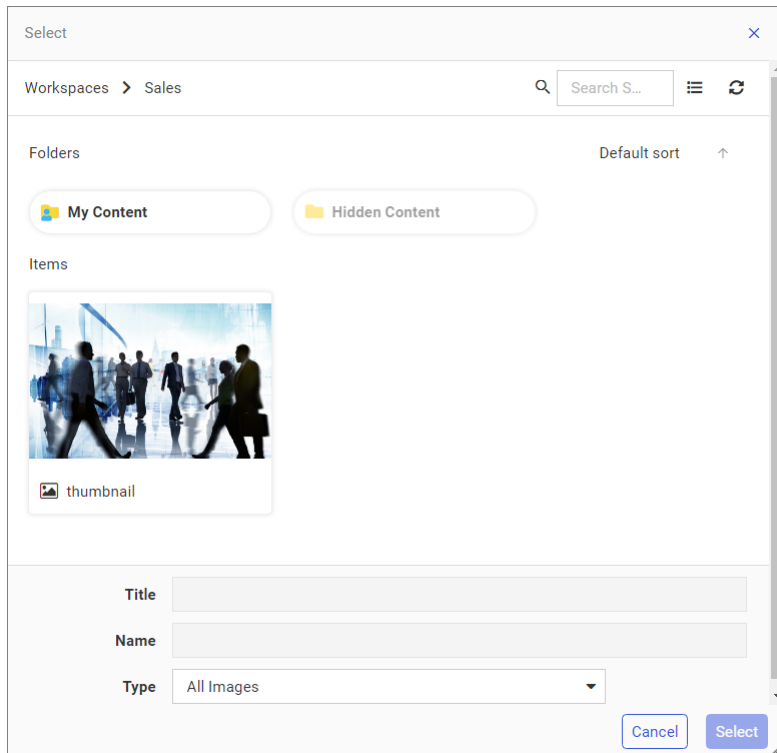 Select
Workspaces Sales
Search S...
Folders
Default sort
My Content
Hidden Content
Items
thumbnail
Title
Name
Type
All Images
Cancel
Select